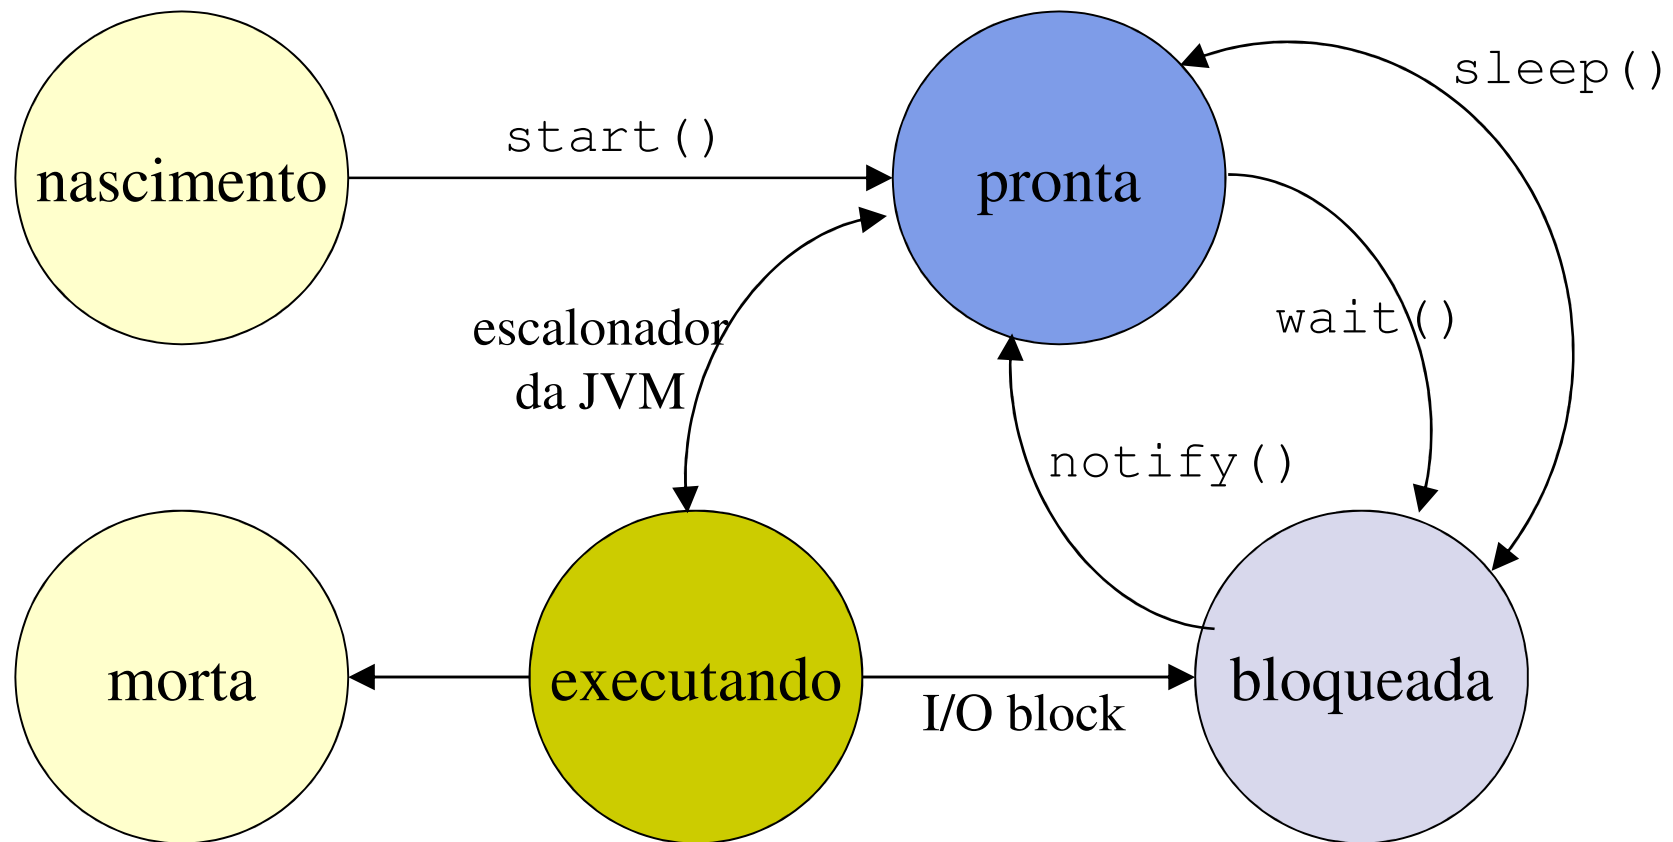 sleep()
start()
nascimento
pronta
wait()
escalonador
da JVM
notify()
morta
executando
bloqueada
I/O block